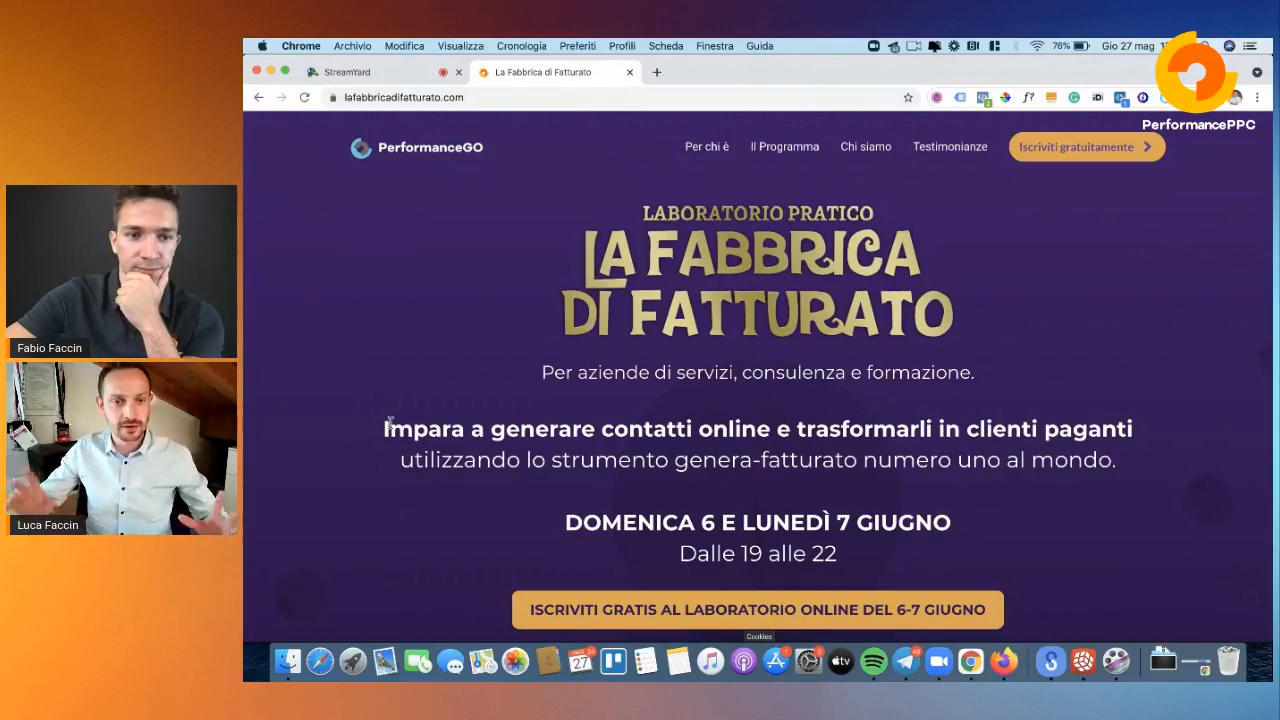 Chrome Archivio Modifica Visualizza Cronologia Preferiti Profili Scheda Finestra Guida
76%
Gio 27 mag
StreamYard
La Fabbrica di Fatturato
lafabbricadifatturato.com
PerformancePPC
PerformanceGO
Per chi è
Il Programma
Chi siamo
Testimonianze
Iscriviti gratuitamente
LABORATORIO PRATICO
LA FABBRICA
DI FATTURATO
Per aziende di servizi, consulenza e formazione.
Impara a generare contatti online e trasformarli in clienti paganti
utilizzando lo strumento genera-fatturato numero uno al mondo.
DOMENICA 6 E LUNEDÌ 7 GIUGNO
Dalle 19 alle 22
ISCRIVITI GRATIS AL LABORATORIO ONLINE DEL 6-7 GIUGNO
Cookies
Fabio Faccin
Luca Faccin
27
tv